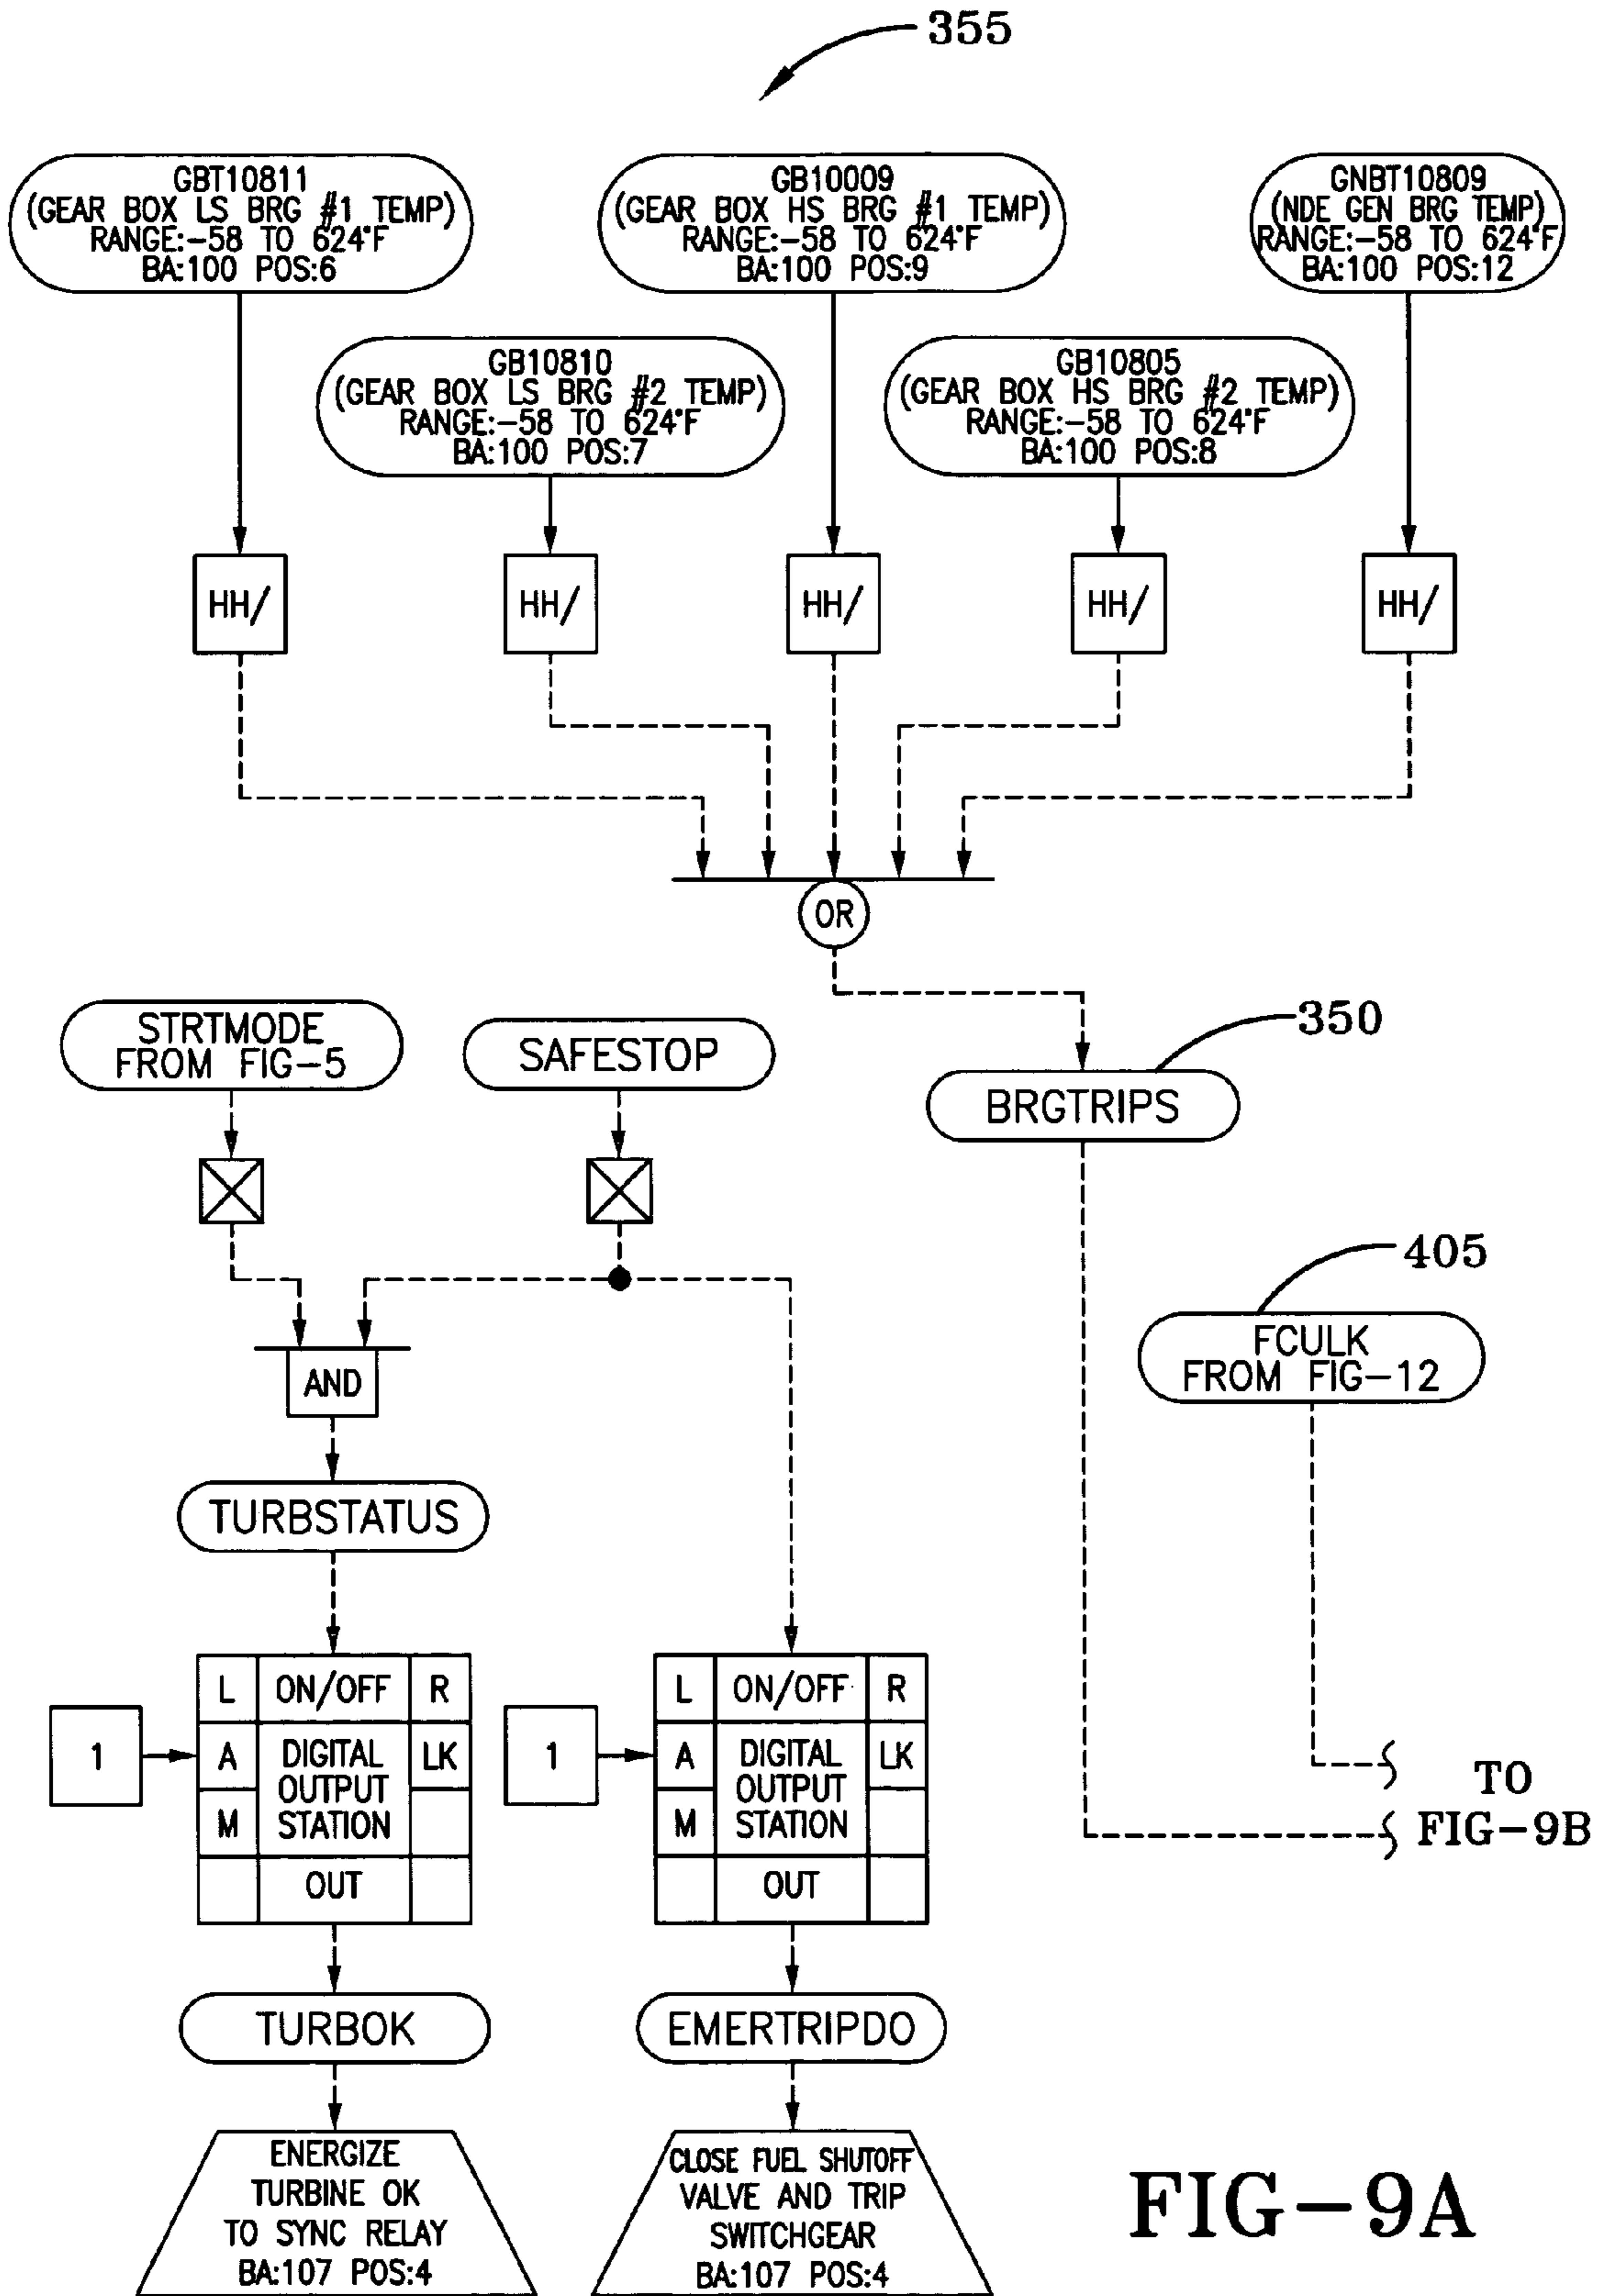 355
GBT10811
(GEAR BOX LS BRG #1 TEMP)
RANGE:-58 TO 624°F
BA:100 POS:6
GB10009
(GEAR BOX HS BRG #1 TEMP)
RANGE:-58 TO 624°F
BA:100 POS:9
GNBT10809
(NDE GEN BRG TEMP)
RANGE:-58 TO 624°F
BA:100 POS:12
GB10810
(GEAR BOX LS BRG #2 TEMP)
RANGE:-58 TO 624°F
BA:100 POS:7
GB10805
(GEAR BOX HS BRG #2 TEMP)
RANGE:-58 TO 624°F
BA:100 POS:8
HH/
HH/
HH/
HH/
HH/
OR
STRTMODE
FROM FIG-5
SAFESTOP
350
BRGTRIPS
405
FCULK
FROM FIG-12
AND
TURBSTATUS
1
L
ON/OFF
R
A
DIGITAL
OUTPUT
STATION
LK
M
OUT
1
L
ON/OFF
R
A
DIGITAL
OUTPUT
STATION
LK
M
OUT
TO
FIG-9B
TURBOK
EMERTRIPDO
ENERGIZE
TURBINE OK
TO SYNC RELAY
BA:107 POS:4
CLOSE FUEL SHUTOFF
VALVE AND TRIP
SWITCHGEAR
BA:107 POS:4
FIG-9A